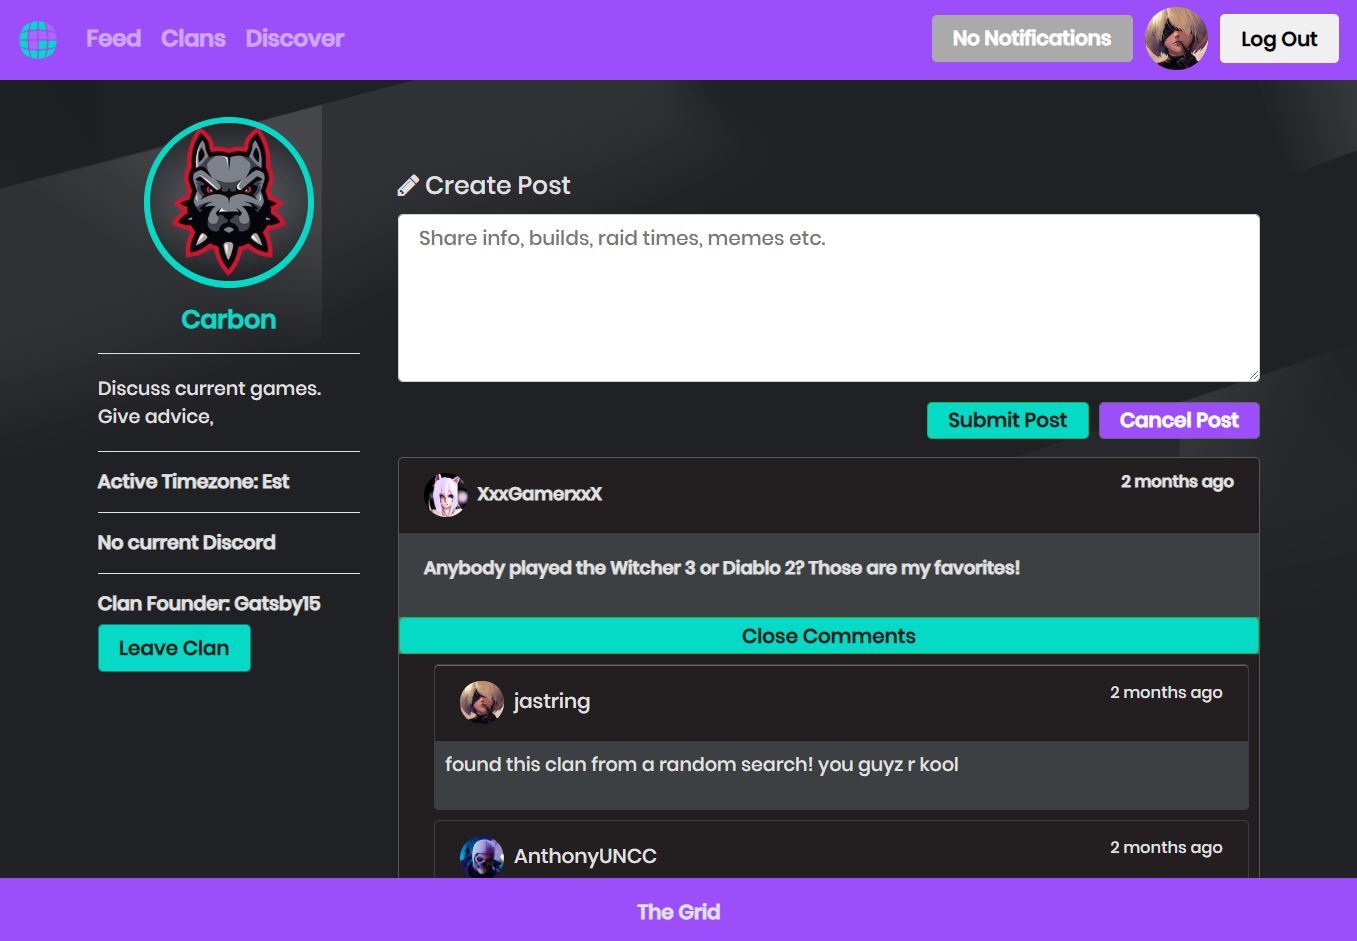 Feed Clans Discover
No Notifications
Log Out
Carbon
Discuss current games.
Give advice,
Active Timezone: Est
No current Discord
Clan Founder: Gatsby15
Leave Clan
Create Post
Share info, builds, raid times, memes etc.
Submit Post
Cancel Post
XxxGamerxxX
2 months ago
Anybody played the Witcher 3 or Diablo 2? Those are my favorites!
Close Comments
jastring
2 months ago
found this clan from a random search! you guyz r kool
AnthonyUNCC
2 months ago
The Grid